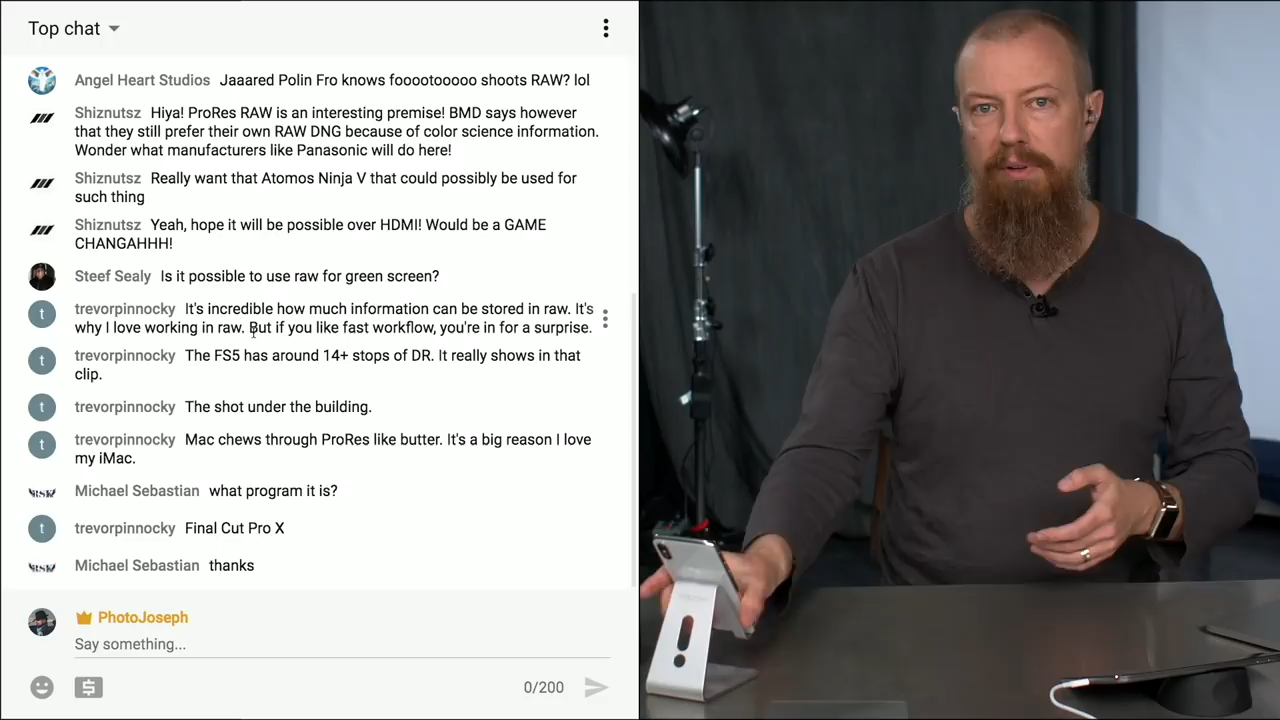 Top chat
Angel Heart Studios Jaaared Polin Fro knows fooootooooo shoots RAW? lol
Shiznutsz Hiya! ProRes RAW is an interesting premise! BMD says however
that they still prefer their own RAW DNG because of color science information.
Wonder what manufacturers like Panasonic will do here!
Shiznutsz Really want that Atomos Ninja V that could possibly be used for
such thing
Shiznutsz Yeah, hope it will be possible over HDMI! Would be a GAME
CHANGAHHH!
Steef Sealy Is it possible to use raw for green screen?
t
trevorpinnocky It's incredible how much information can be stored in raw. It's
why I love working in raw. But if you like fast workflow, you're in for a surprise.
t
trevorpinnocky The FS5 has around 14+ stops of DR. It really shows in that
clip.
t
trevorpinnocky The shot under the building.
t
trevorpinnocky Mac chews through ProRes like butter. It's a big reason I love
my iMac.
RSK
Michael Sebastian what program it is?
t
trevorpinnocky Final Cut Pro X
RSK
Michael Sebastian thanks
PhotoJoseph
Say something...
$
0/200